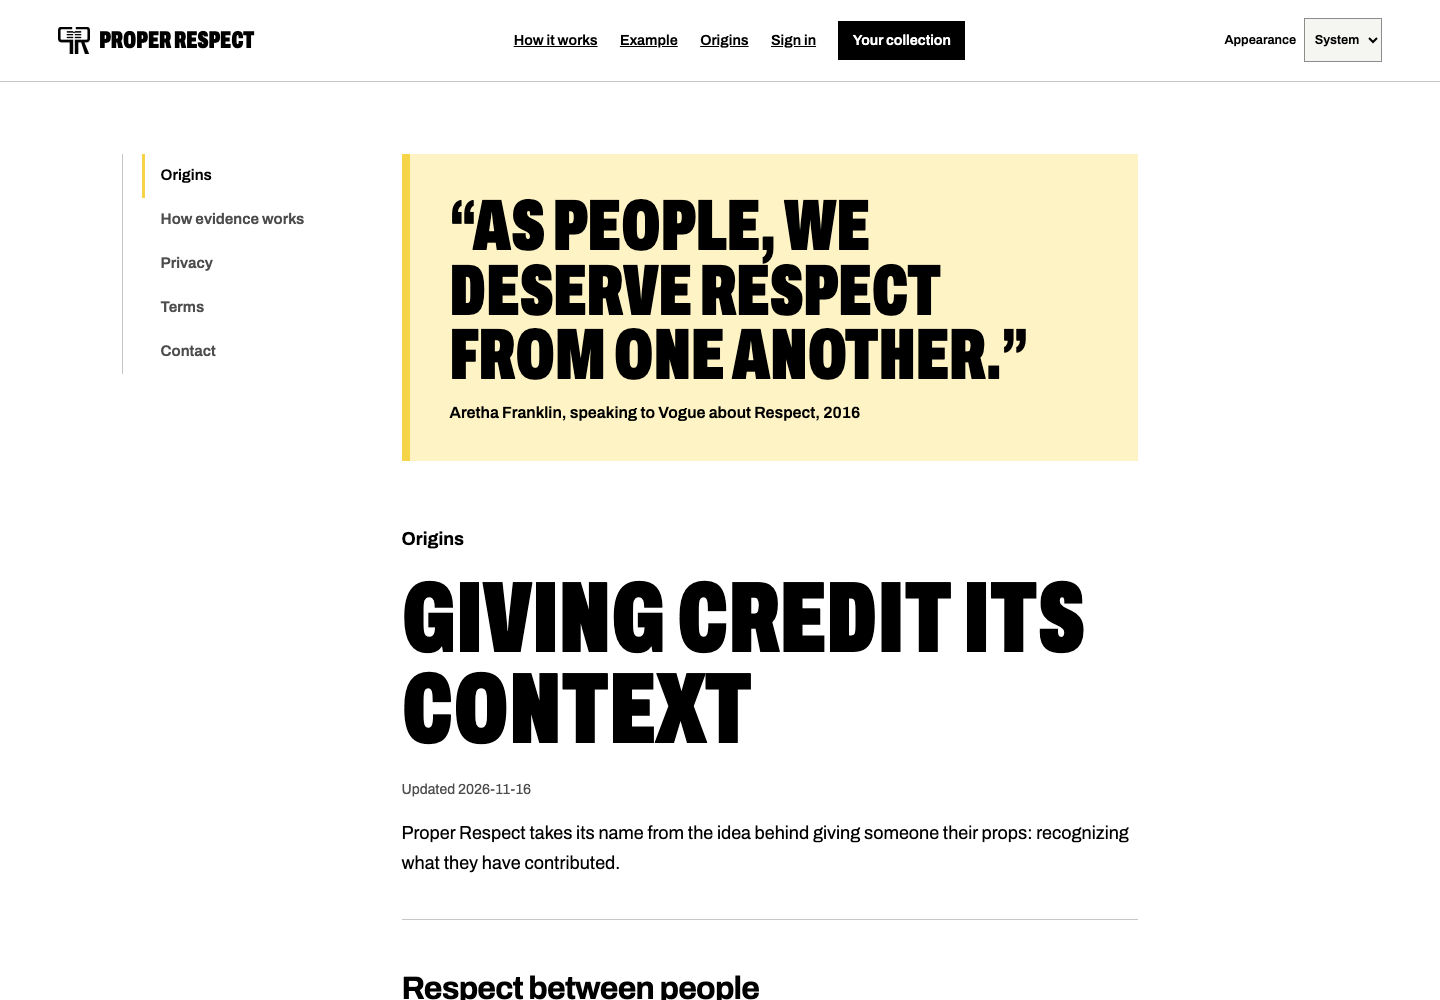 PROPER RESPECT
How it works
Example
Origins
Sign in
Your collection
Appearance
System
Origins
How evidence works
Privacy
Terms
Contact
“AS PEOPLE, WE
DESERVE RESPECT
FROM ONE ANOTHER.”
Aretha Franklin, speaking to Vogue about Respect, 2016
Origins
GIVING CREDIT ITS
CONTEXT
Updated 2026-11-16
Proper Respect takes its name from the idea behind giving someone their props: recognizing
what they have contributed.
Respect between people